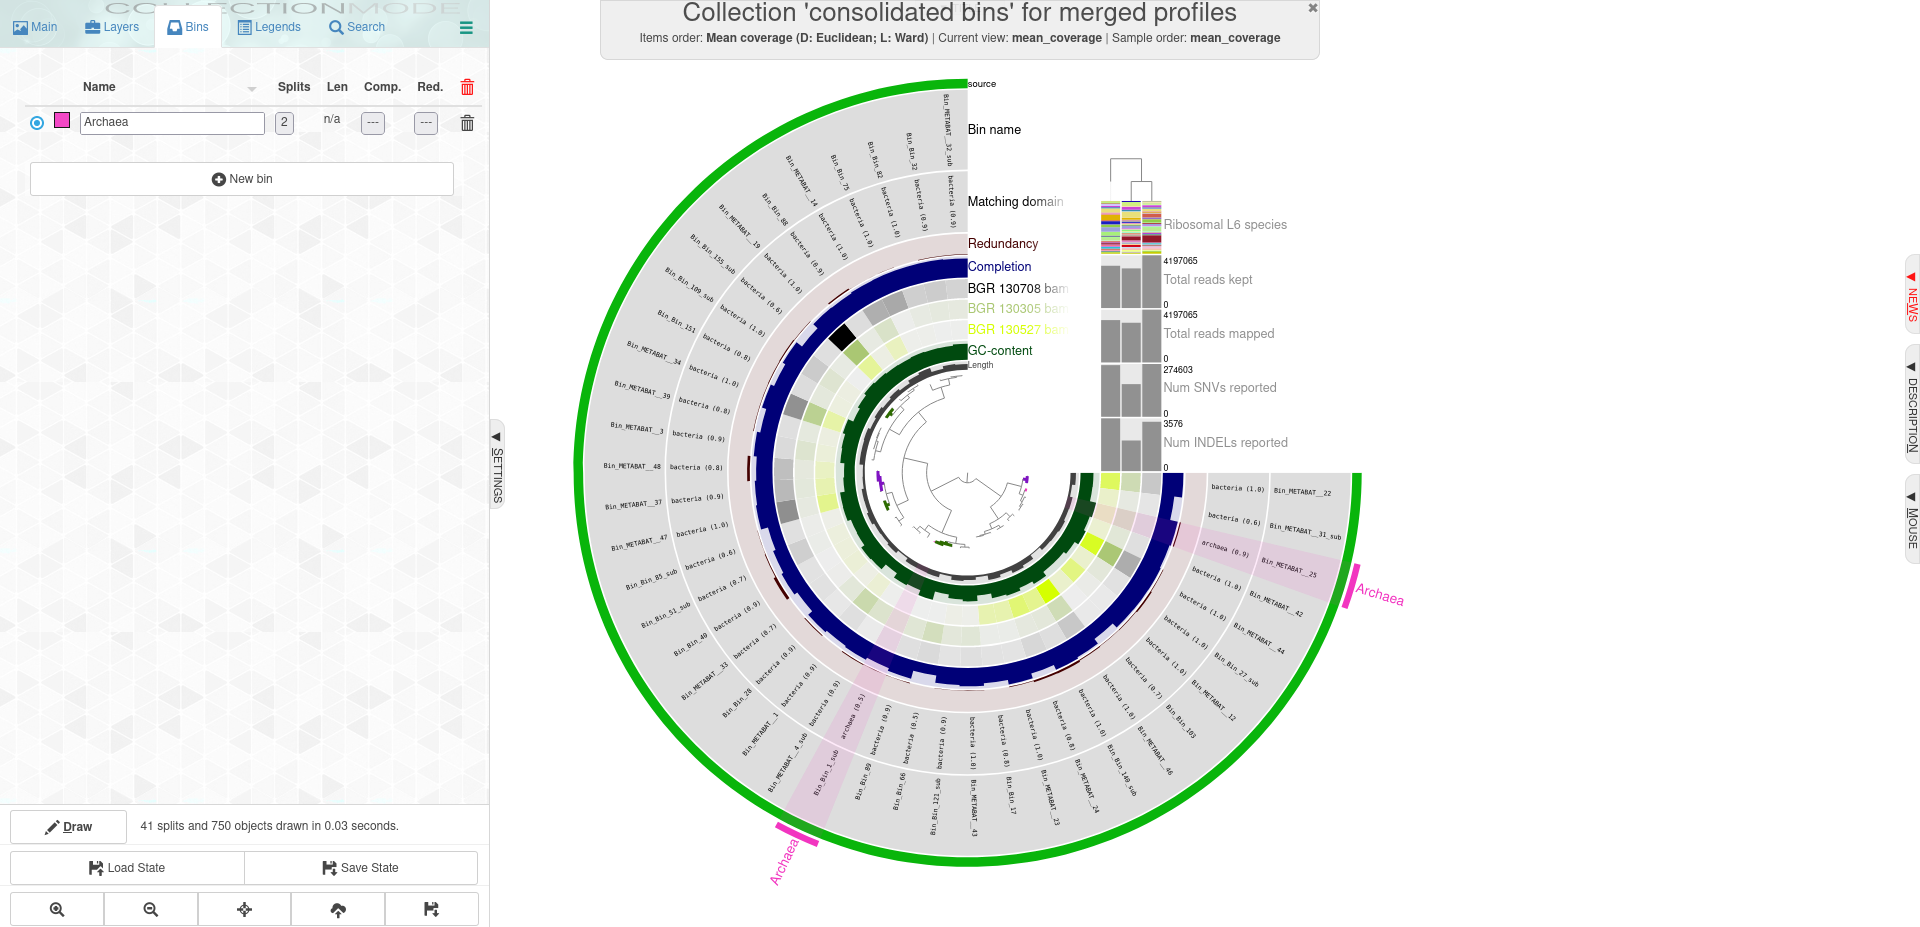 COLLECTION MODE
Main
Layers
Bins
Legends
Search
Name Splits Len Comp. Red.
Archaea 2 n/a --- ---
New bin
Draw
41 splits and 750 objects drawn in 0.03 seconds.
Load State
Save State
SETTINGS
Collection 'consolidated bins' for merged profiles
Items order: Mean coverage (D: Euclidean; L: Ward) | Current view: mean_coverage | Sample order: mean_coverage
source
Bin name
Matching domain
Redundancy
Completion
BGR 130708 bam
BGR 130305 bam
BGR 130527 bam
GC-content
Length
Ribosomal L6 species
4197065
Total reads kept
0
4197065
Total reads mapped
0
274603
Num SNVs reported
0
3576
Num INDELs reported
0
bacteria (1.0) Bin_METABAT__22
bacteria (0.6) Bin_METABAT__31_sub
archaea (0.9) Bin_METABAT__25
Archaea
bacteria (1.0) Bin_METABAT__42
bacteria (1.0) Bin_METABAT__44
bacteria (1.0) Bin_Bin_27_sub
bacteria (1.0) Bin_METABAT__12
bacteria (0.7) Bin_Bin_103
bacteria (1.0) Bin_METABAT__46
bacteria (1.0) Bin_Bin_140_sub
bacteria (0.8) Bin_METABAT__24
bacteria (1.0) Bin_METABAT__23
bacteria (0.8) Bin_Bin_17
bacteria (1.0) Bin_METABAT__43
bacteria (0.9) Bin_Bin_121_sub
bacteria (0.5) Bin_Bin_66
bacteria (0.9) Bin_Bin_89
archaea (0.5) Bin_Bin_1_sub
Archaea
bacteria (0.9) Bin_METABAT__4_sub
bacteria (0.9) Bin_METABAT__1
bacteria (0.9) Bin_Bin_28
bacteria (0.7) Bin_METABAT__33
bacteria (0.9) Bin_Bin_40
bacteria (0.7) Bin_Bin_51_sub
bacteria (0.6) Bin_Bin_85_sub
bacteria (1.0) Bin_METABAT__47
bacteria (0.9) Bin_METABAT__37
bacteria (0.8) Bin_METABAT__48
bacteria (0.9) Bin_METABAT__3
bacteria (0.8) Bin_METABAT__39
bacteria (1.0) Bin_METABAT__34
bacteria (0.8) Bin_Bin_151
bacteria (1.0) Bin_Bin_109_sub
bacteria (0.6) Bin_Bin_155_sub
bacteria (1.0) Bin_METABAT__19
bacteria (0.9) Bin_Bin_88
bacteria (1.0) Bin_METABAT__14
bacteria (1.0) Bin_Bin_75
bacteria (1.0) Bin_Bin_82
bacteria (0.9) Bin_Bin_32
bacteria (0.9) Bin_METABAT__32_sub
NEWS
DESCRIPTION
MOUSE